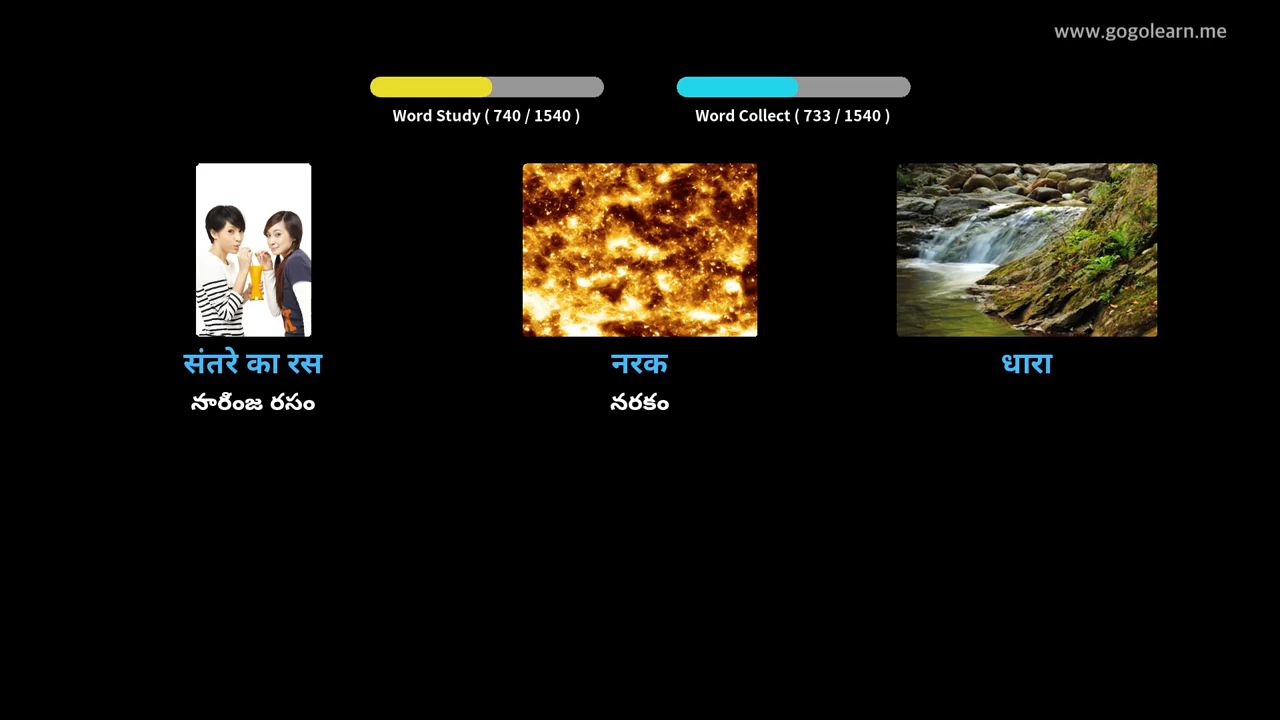 www.gogolearn.me
Word Study ( 740 / 1540 )
Word Collect ( 733 / 1540 )
संतरे का रस
నారింజ రసం
नरक
నరకం
धारा